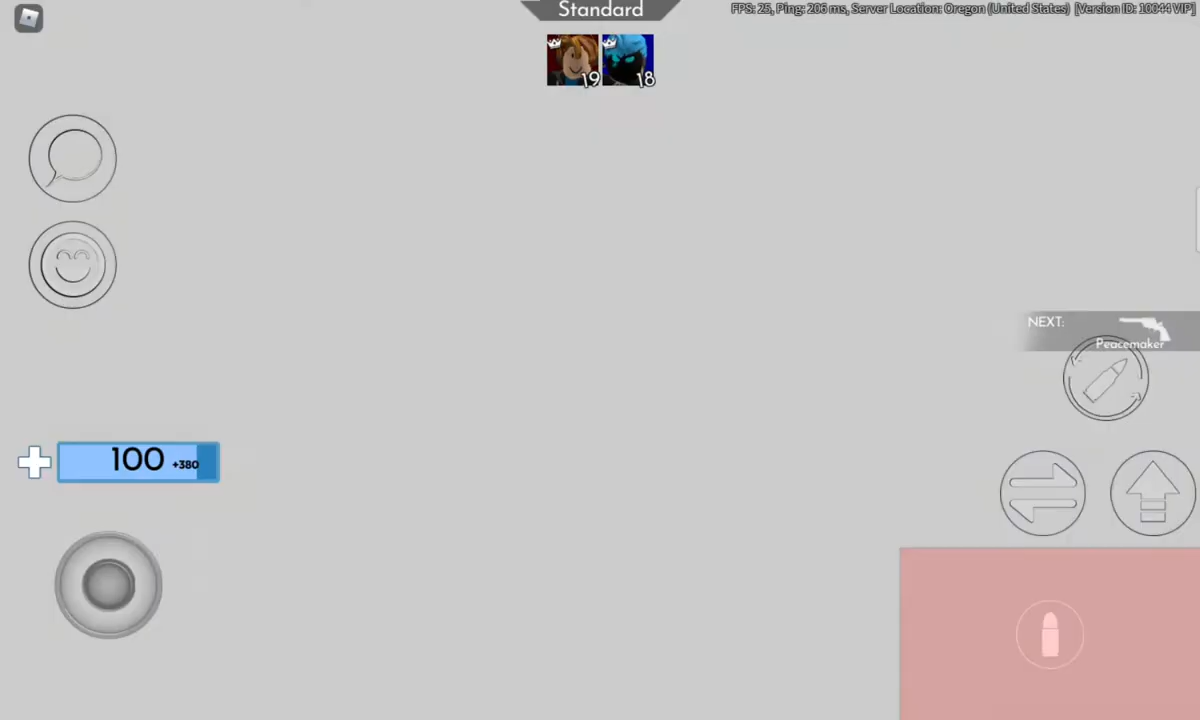 Standard
FPS: 25, Ping: 206 ms, Server Location: Oregon (United States) [Version ID: 10044 VIP]
19 18
NEXT:
Peacemaker
100 +380